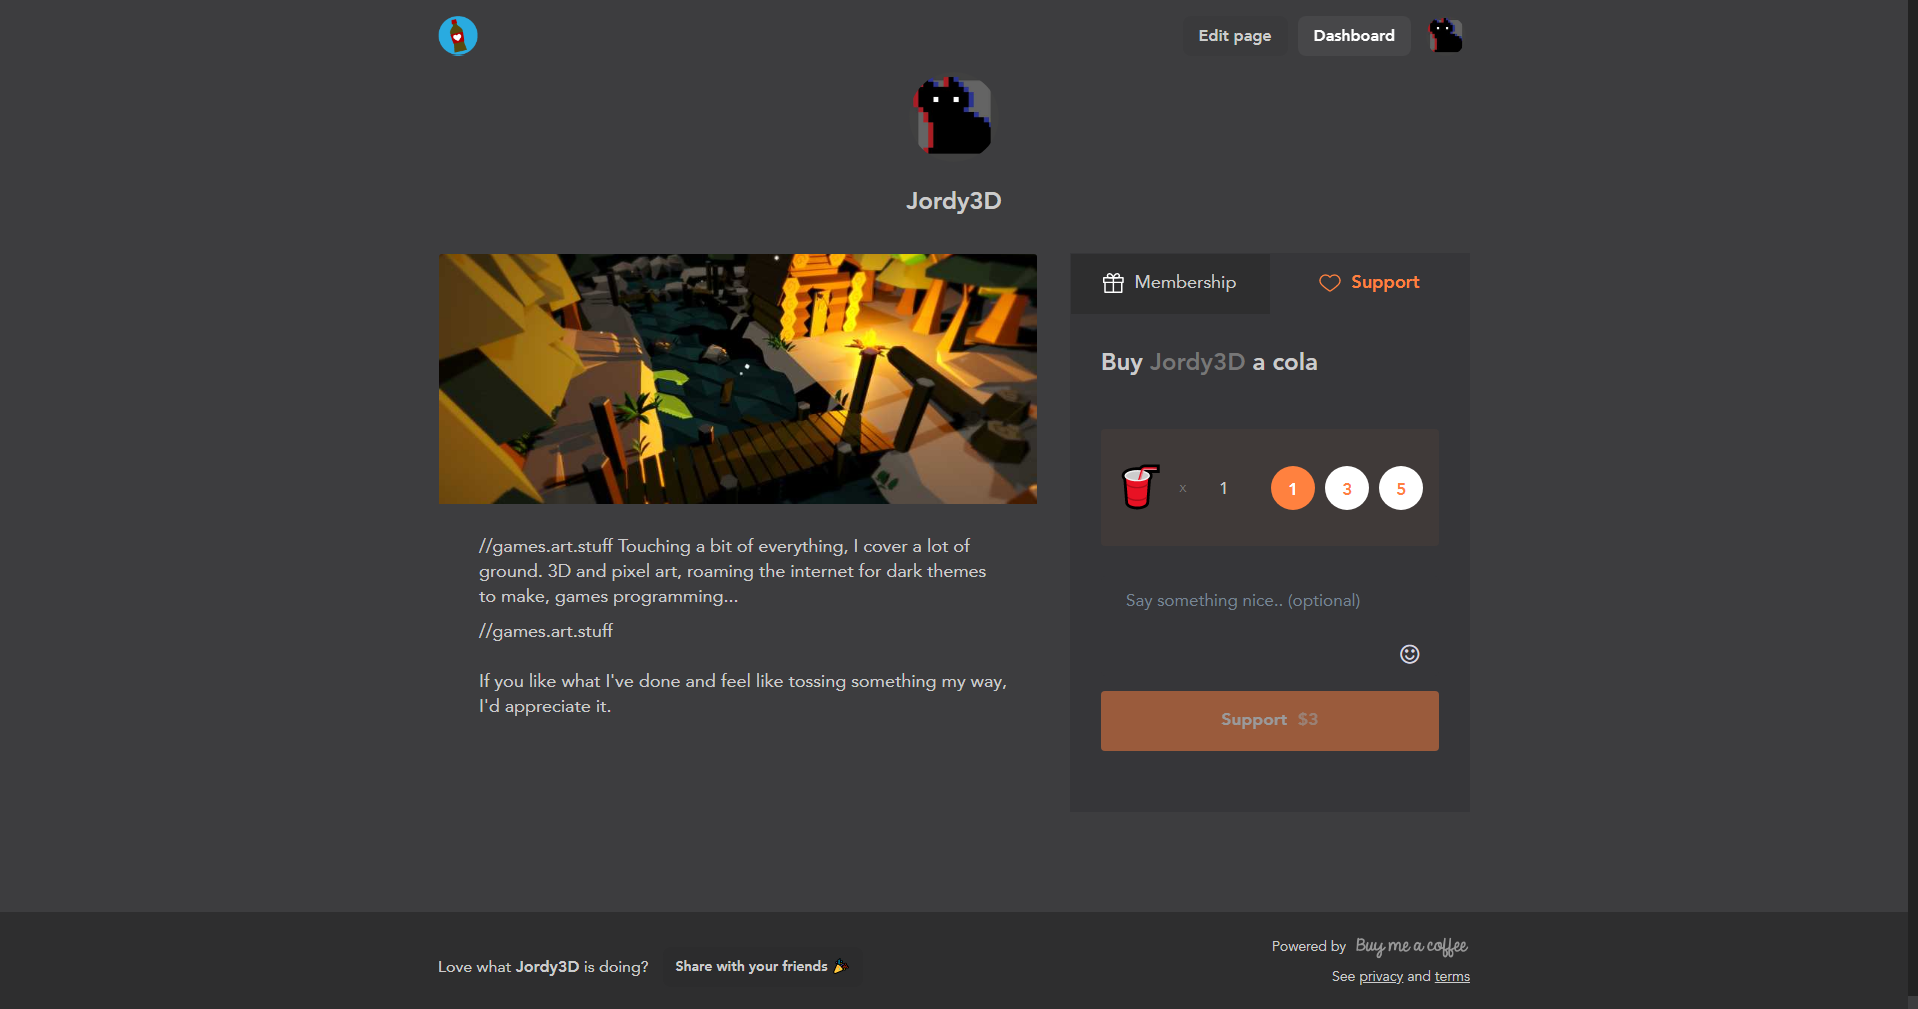 Edit page
Dashboard
Jordy3D
Membership
Support
Buy Jordy3D a cola
x 1 1 3 5
//games.art.stuff Touching a bit of everything, I cover a lot of
ground. 3D and pixel art, roaming the internet for dark themes
to make, games programming...
//games.art.stuff
If you like what I've done and feel like tossing something my way,
I'd appreciate it.
Say something nice.. (optional)
Support $3
Love what Jordy3D is doing?
Share with your friends
Powered by Buy me a coffee
See privacy and terms